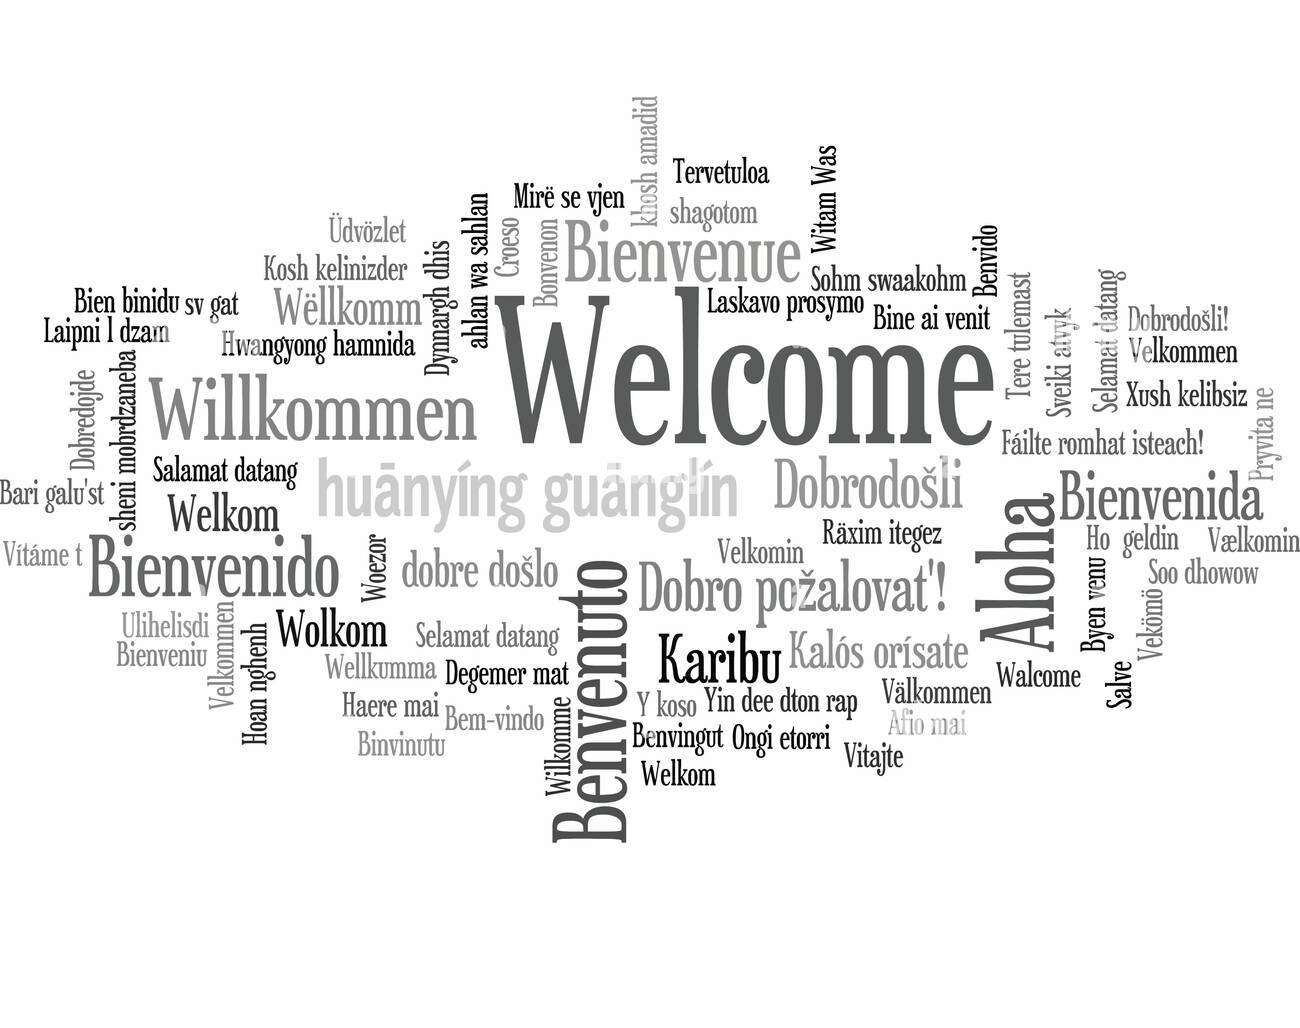 khosh amadid
Tervetuloa
Witam Was
Mirë se vjen
shagotom
ahlan wa sahlan
Üdvözlet
Croeso
Bonvenon
Bienvenue
Benvido
Kosh kelinizder
Dynnargh dhis
Sohm swaakohm
Tere tulemast
Selamat datang
Bien binidu
sv gat
Wëllkomm
Welcome
Laskavo prosymo
Bine ai venit
Sveiki atvyk
Dobrodošli!
Laipni l dzam
Hwangyong hamnida
Velkommen
Dobredojde
sheni mobrdzaneba
Willkommen
Xush kelibsiz
Pryvita ne
Fáilte romhat isteach!
Salamat datang
huānyíng guānglín
Dobrodošli
Aloha
Bienvenida
Bari galu'st
Welkom
Räxim itegez
Ho geldin
Vælkomin
Vítáme t
Bienvenido
Woezor
dobre došlo
Benvenuto
Velkomin
Dobro požalovat'!
Byen venu
Soo dhowow
Ulihelisdi
Velkommen
Hoan nghenh
Wolkom
Selamat datang
Karibu
Kalós orísate
Vekömö
Bienveniu
Wellkumma
Degemer mat
Walcome
Salve
Haere mai
Bem-vindo
Wilkomme
Y koso
Yin dee dton rap
Välkommen
Afio mai
Binvinutu
Benvingut
Ongi etorri
Vitajte
Welkom